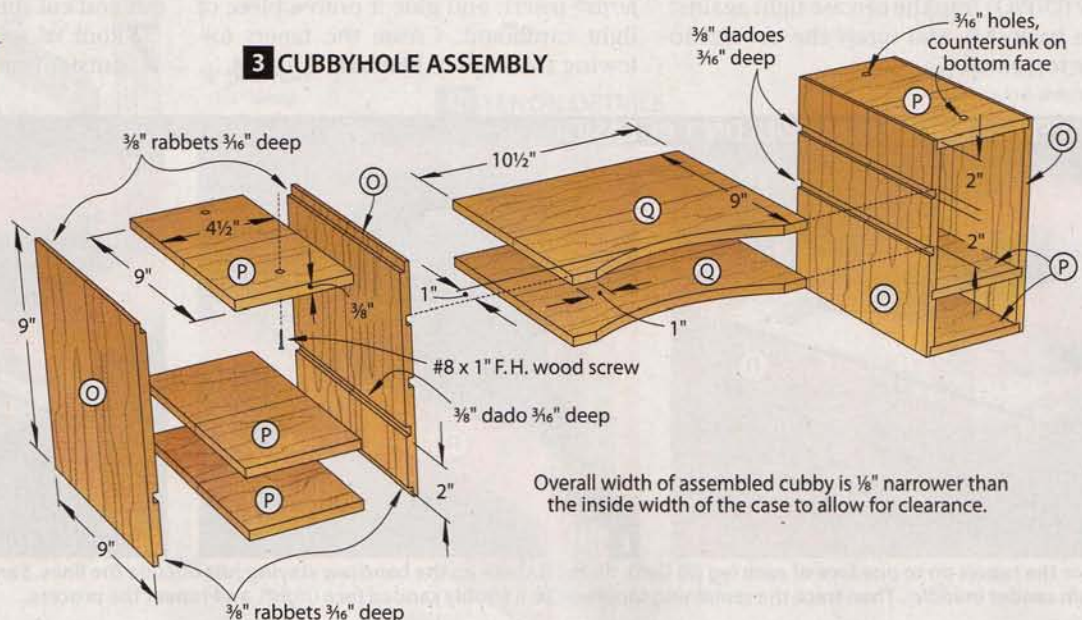 3 CUBBYHOLE ASSEMBLY
⅜" dadoes
³⁄₁₆" deep
³⁄₁₆" holes,
countersunk on
bottom face
P
O
2"
2"
P
O
⅜" rabbets ³⁄₁₆" deep
O
10½"
Q
9"
Q
1"
1"
4½"
P
9"
⅜"
9"
O
#8 x 1" F.H. wood screw
⅜" dado ³⁄₁₆" deep
P
P
2"
9"
⅜" rabbets ³⁄₁₆" deep
Overall width of assembled cubby is ⅛" narrower than
the inside width of the case to allow for clearance.